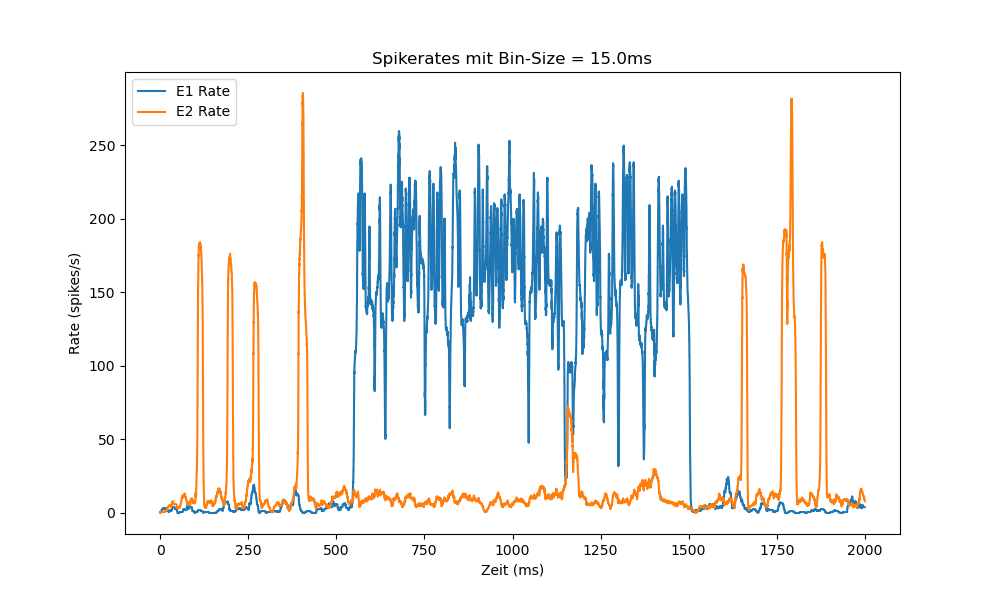 Spikerates mit Bin-Size = 15.0ms
E1 Rate
E2 Rate
Rate (spikes/s)
250
200
150
100
50
0
0 250 500 750 1000 1250 1500 1750 2000
Zeit (ms)